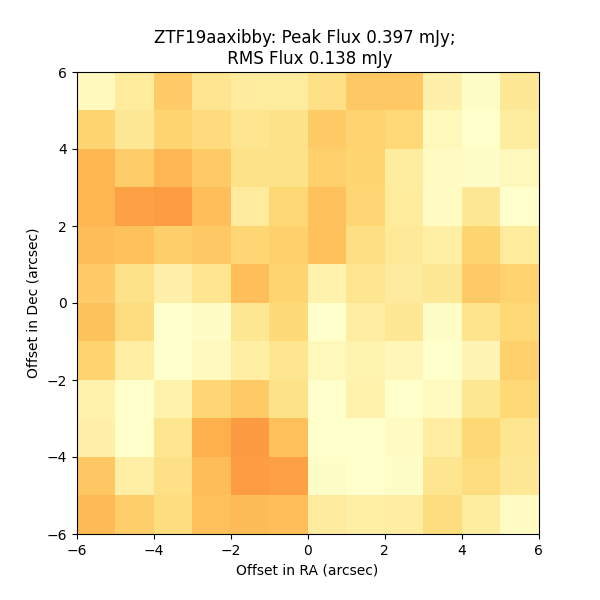 ZTF19aaxibby: Peak Flux 0.397 mJy;
RMS Flux 0.138 mJy
6
4
2
0
−2
−4
−6
Offset in Dec (arcsec)
−6 −4 −2 0 2 4 6
Offset in RA (arcsec)